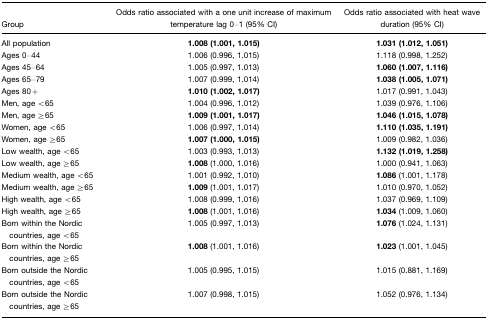 Group Odds ratio associated with a one unit increase of maximum temperature lag 0–1 (95% CI) Odds ratio associated with heat wave duration (95% CI)
All population 1.008 (1.001, 1.015) 1.031 (1.012, 1.051)
Ages 0–44 1.006 (0.996, 1.015) 1.118 (0.998, 1.252)
Ages 45–64 1.005 (0.997, 1.013) 1.060 (1.007, 1.116)
Ages 65–79 1.007 (0.999, 1.014) 1.038 (1.005, 1.071)
Ages 80+ 1.010 (1.002, 1.017) 1.017 (0.991, 1.043)
Men, age <65 1.004 (0.996, 1.012) 1.039 (0.976, 1.106)
Men, age ≥65 1.009 (1.001, 1.017) 1.046 (1.015, 1.078)
Women, age <65 1.006 (0.997, 1.014) 1.110 (1.035, 1.191)
Women, age ≥65 1.007 (1.000, 1.015) 1.009 (0.982, 1.036)
Low wealth, age <65 1.003 (0.993, 1.013) 1.132 (1.019, 1.258)
Low wealth, age ≥65 1.008 (1.000, 1.016) 1.000 (0.941, 1.063)
Medium wealth, age <65 1.001 (0.992, 1.010) 1.086 (1.001, 1.178)
Medium wealth, age ≥65 1.009 (1.001, 1.017) 1.010 (0.970, 1.052)
High wealth, age <65 1.008 (0.999, 1.016) 1.037 (0.969, 1.109)
High wealth, age ≥65 1.008 (1.001, 1.016) 1.034 (1.009, 1.060)
Born within the Nordic 1.005 (0.997, 1.013) 1.076 (1.024, 1.131)
countries, age <65
Born within the Nordic 1.008 (1.001, 1.016) 1.023 (1.001, 1.045)
countries, age ≥65
Born outside the Nordic 1.005 (0.995, 1.015) 1.015 (0.881, 1.169)
countries, age <65
Born outside the Nordic 1.007 (0.998, 1.015) 1.052 (0.976, 1.134)
countries, age ≥65